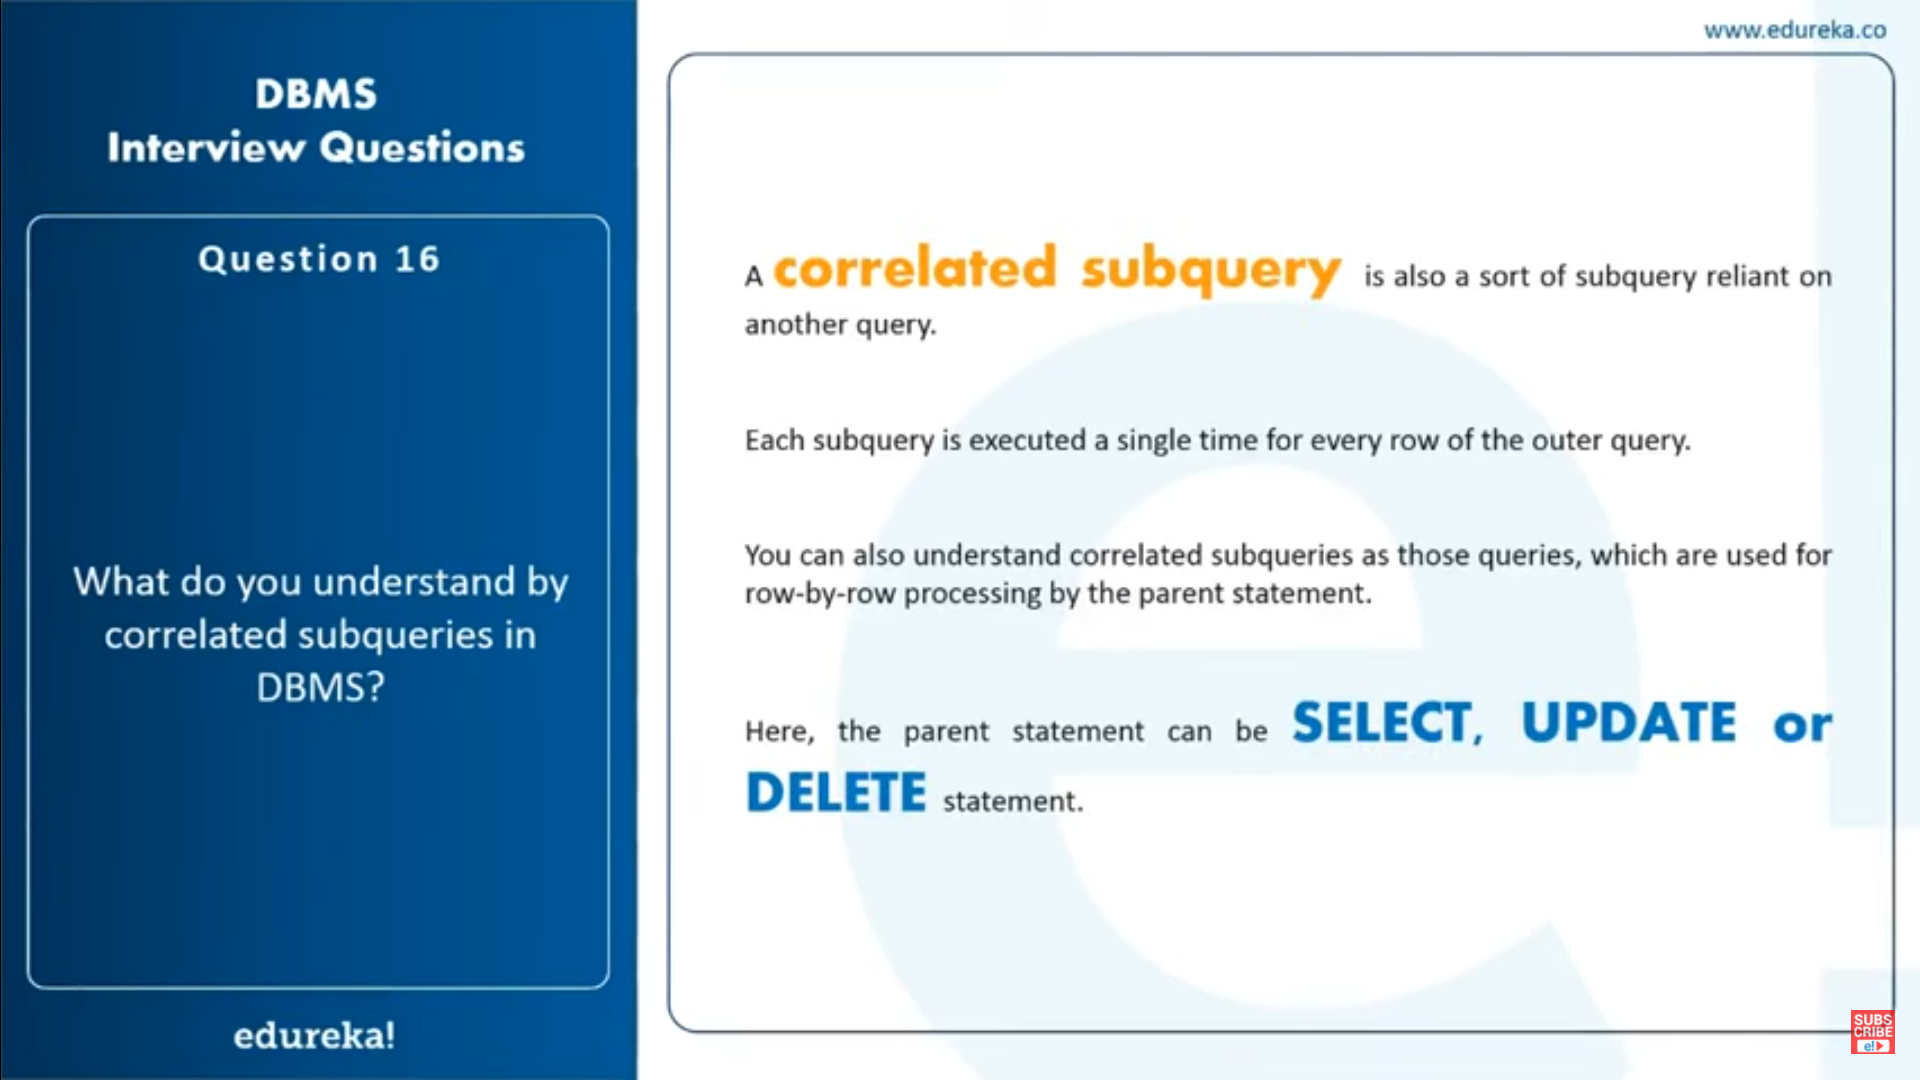 www.edureka.co
DBMS
Interview Questions
Question 16
What do you understand by
correlated subqueries in
DBMS?
edureka!
A correlated subquery is also a sort of subquery reliant on
another query.
Each subquery is executed a single time for every row of the outer query.
You can also understand correlated subqueries as those queries, which are used for
row-by-row processing by the parent statement.
Here, the parent statement can be SELECT, UPDATE or
DELETE statement.
SUBS
CRIBE
e!